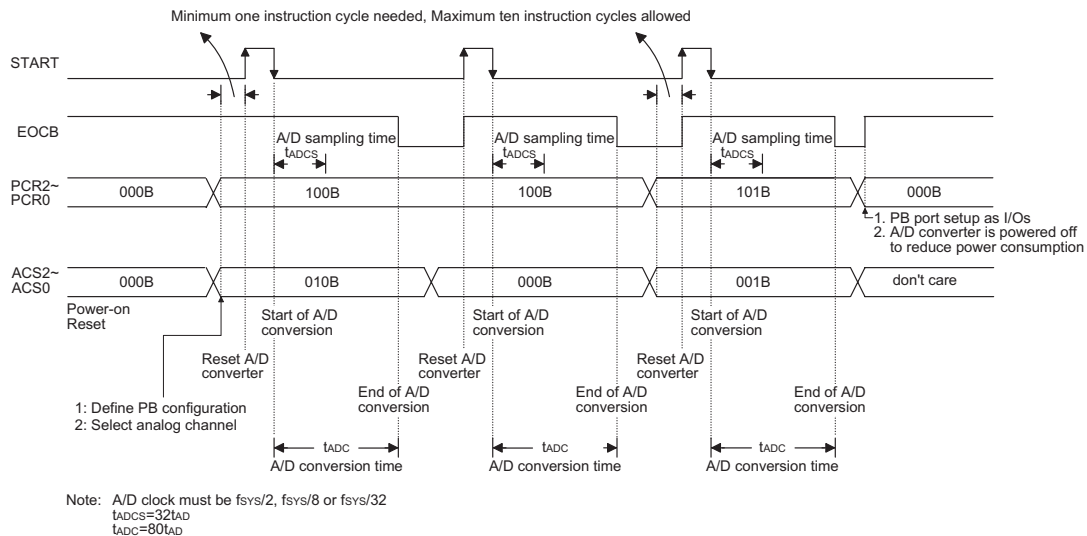 Minimum one instruction cycle needed, Maximum ten instruction cycles allowed
START
EOCB
A/D sampling time
tADCS
A/D sampling time
tADCS
A/D sampling time
tADCS
PCR2~
PCR0
000B
100B
100B
101B
000B
1. PB port setup as I/Os
2. A/D converter is powered off
to reduce power consumption
ACS2~
ACS0
000B
010B
000B
001B
don't care
Power-on
Reset
Start of A/D
conversion
Start of A/D
conversion
Start of A/D
conversion
Reset A/D
converter
Reset A/D
converter
Reset A/D
converter
1: Define PB configuration
2: Select analog channel
End of A/D
conversion
End of A/D
conversion
End of A/D
conversion
tADC
A/D conversion time
tADC
A/D conversion time
tADC
A/D conversion time
Note: A/D clock must be fSYS/2, fSYS/8 or fSYS/32
tADCS=32tAD
tADC=80tAD